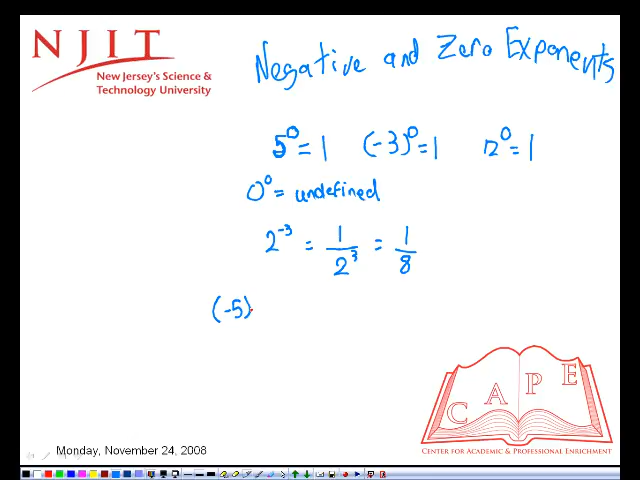 NJIT
New Jersey's Science &
Technology University
Negative and Zero Exponents
5⁰ = 1 (-3)⁰ = 1 12⁰ = 1
0⁰ = undefined
2⁻³ = 1/2³ = 1/8
(-5)
C A P E
CENTER FOR ACADEMIC & PROFESSIONAL ENRICHMENT
Monday, November 24, 2008